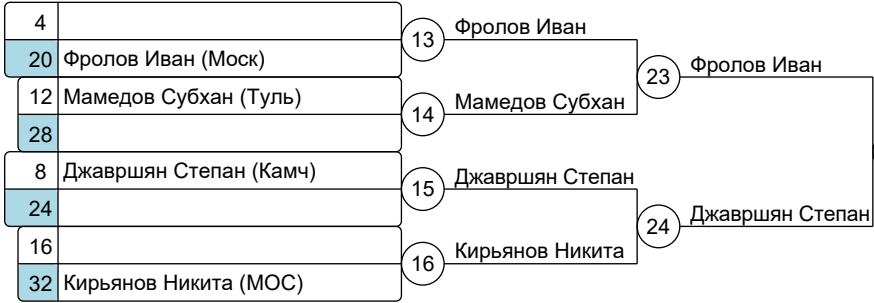 4
20 Фролов Иван (Моск)
12 Мамедов Субхан (Туль)
28
8 Джавршян Степан (Камч)
24
16
32 Кирьянов Никита (МОС)
13 Фролов Иван
14 Мамедов Субхан
15 Джавршян Степан
16 Кирьянов Никита
23 Фролов Иван
24 Джавршян Степан